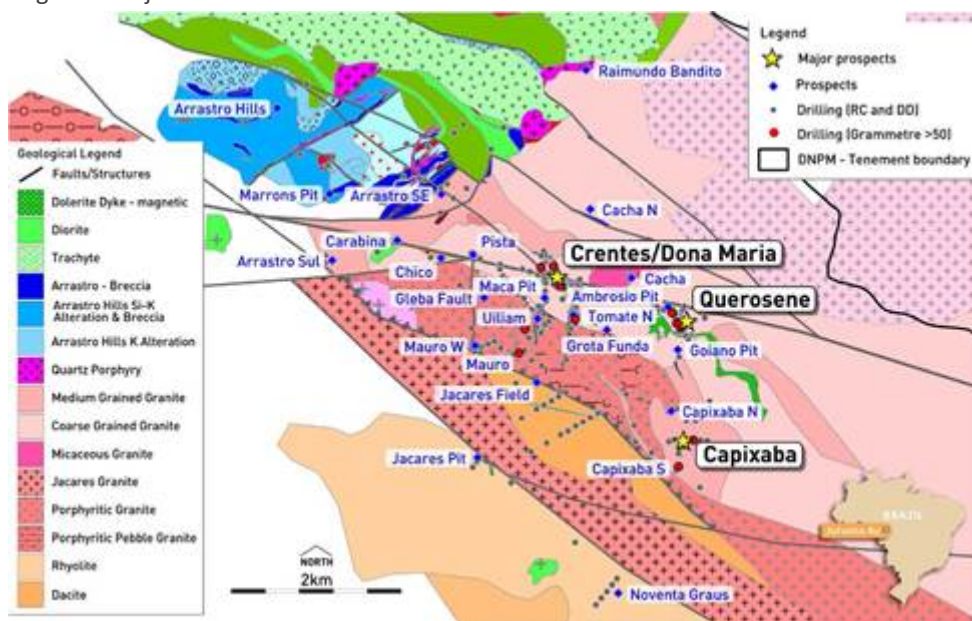 Legend
Major prospects
Prospects
Drilling (RC and DD)
Drilling (Grammetre >50)
DNPM - Tenement boundary
Raimundo Bandito
Arrastro Hills
Geological Legend
Faults/Structures
Dolerite Dyke - magnetic
Diorite
Trachyte
Arrastro - Breccia
Arrastro Hills Si-K
Alteration & Breccia
Arrastro Hills K Alteration
Quartz Porphyry
Medium Grained Granite
Coarse Grained Granite
Micaceous Granite
Jacares Granite
Porphyritic Granite
Porphyritic Pebble Granite
Rhyolite
Dacite
Marrons Pit
Arrastro SE
Cacha N
Carabina
Pista
Arrastro Sul
Chico
Crentes/Dona Maria
Maca Pit
Cacha
Gleba Fault
Ambrosio Pit
Querosene
Uiliam
Tomate N
Mauro W
Grota Funda
Goiano Pit
Mauro
Jacares Field
Capixaba N
Jacares Pit
Capixaba S
Capixaba
BRAZIL
NORTH
2km
Noventa Graus